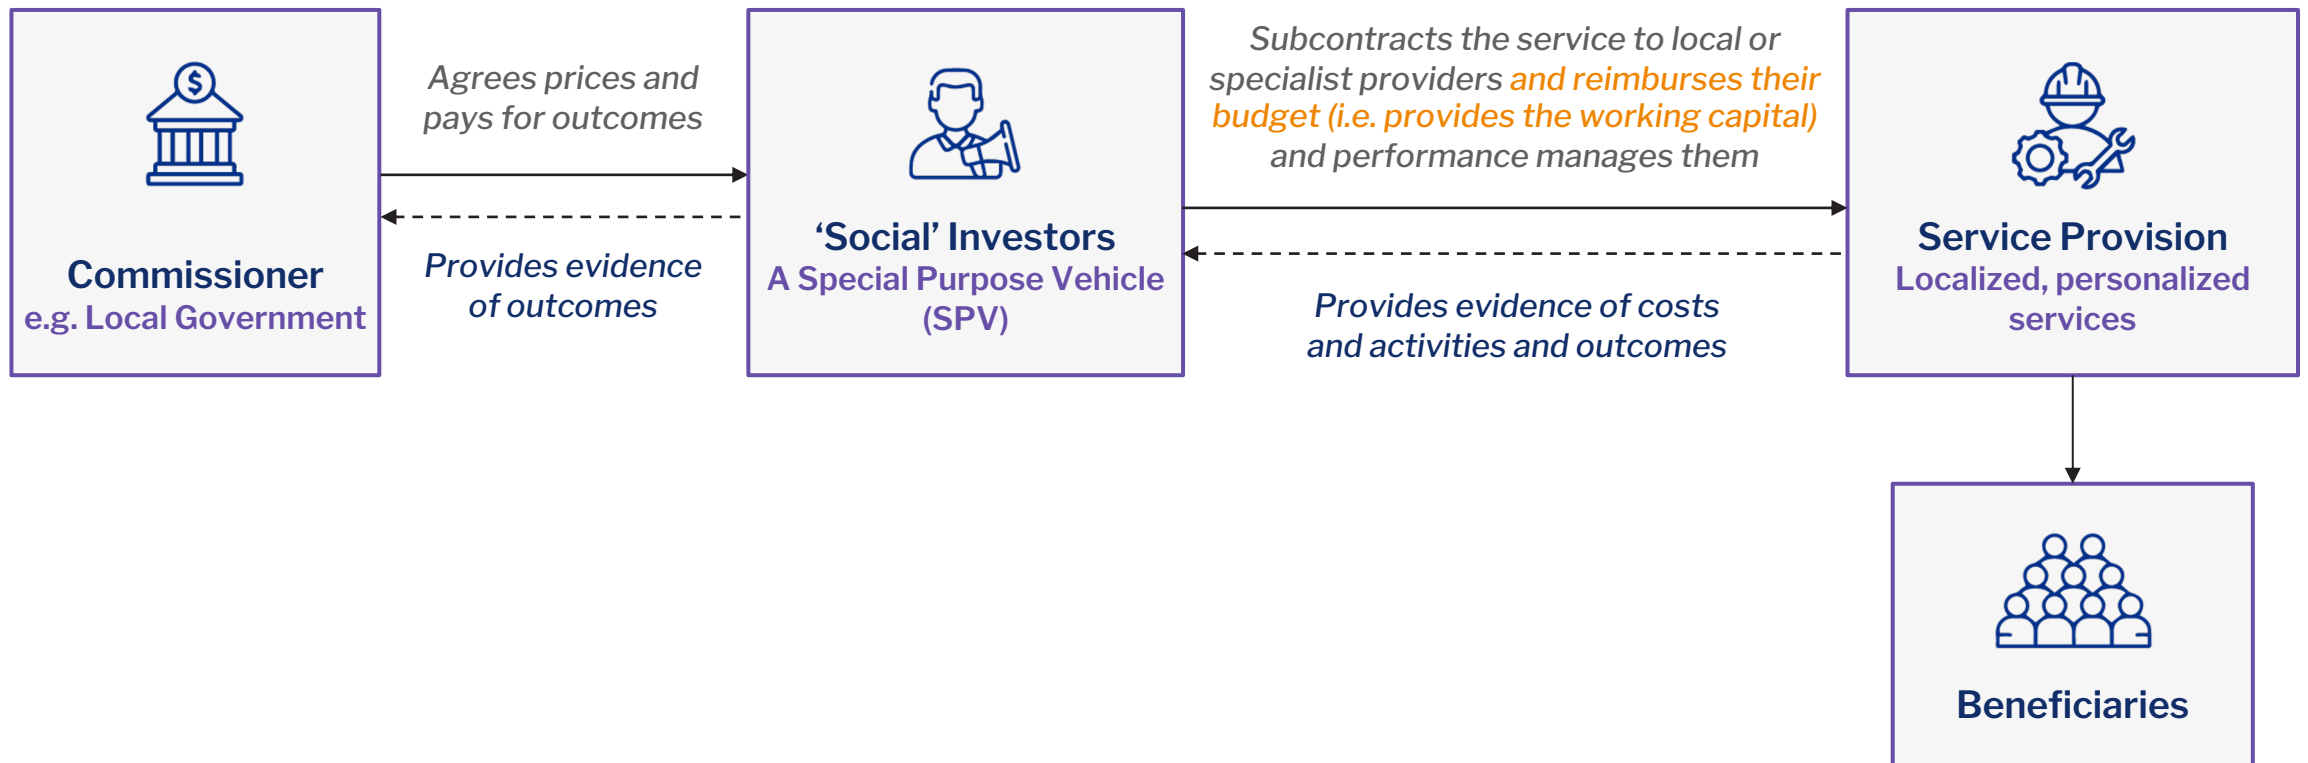 $
Commissioner
e.g. Local Government
Agrees prices and
pays for outcomes
Provides evidence
of outcomes
‘Social’ Investors
A Special Purpose Vehicle
(SPV)
Subcontracts the service to local or
specialist providers and reimburses their
budget (i.e. provides the working capital)
and performance manages them
Provides evidence of costs
and activities and outcomes
Service Provision
Localized, personalized
services
Beneficiaries